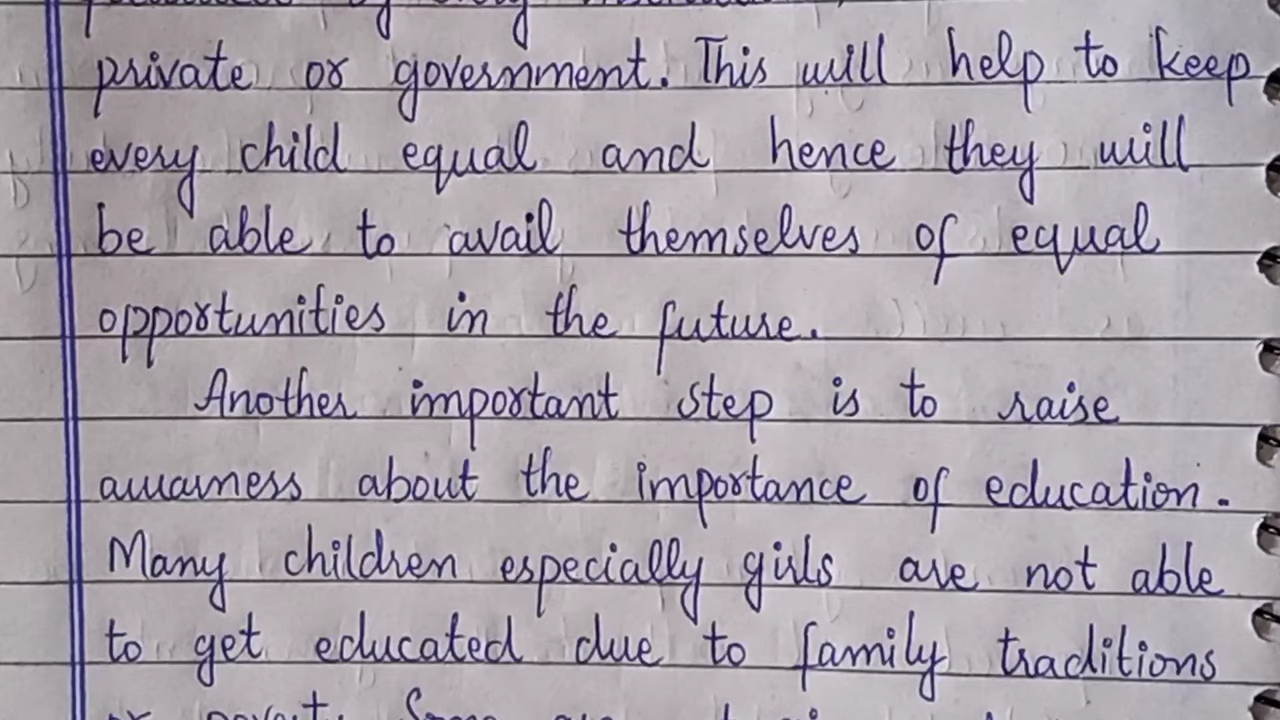 private or government. This will help to keep
every child equal and hence they will
be able to avail themselves of equal
opportunities in the future.
Another important step is to raise
awarness about the importance of education.
Many children especially girls are not able
to get educated due to family traditions